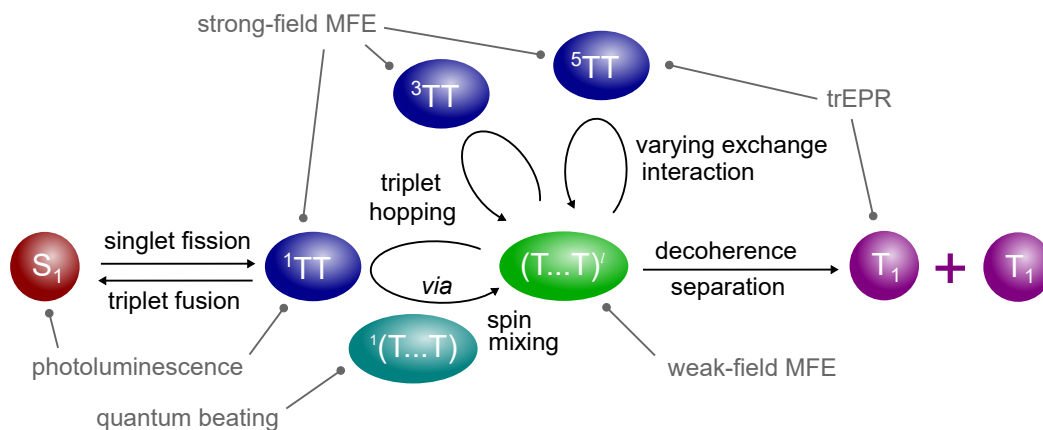 strong-field MFE
⁵TT
³TT
trEPR
varying exchange
interaction
triplet
hopping
singlet fission
S₁
¹TT
(T...T)ˡ
decoherence
T₁
+
T₁
triplet fusion
via
separation
spin
mixing
¹(T...T)
photoluminescence
weak-field MFE
quantum beating